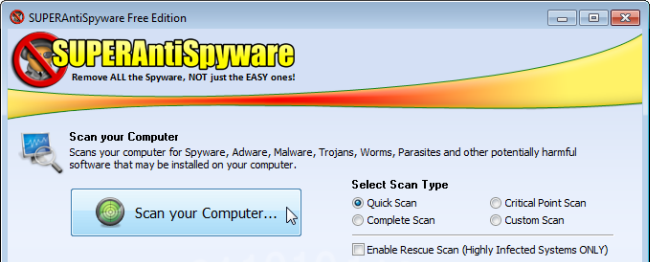 SUPERAntiSpyware Free Edition
SUPERAntiSpyware
Remove ALL the Spyware, NOT just the EASY ones!
Scan your Computer
Scans your computer for Spyware, Adware, Malware, Trojans, Worms, Parasites and other potentially harmful
software that may be installed on your computer.
Scan your Computer...
Select Scan Type
Quick Scan
Critical Point Scan
Complete Scan
Custom Scan
Enable Rescue Scan (Highly Infected Systems ONLY)